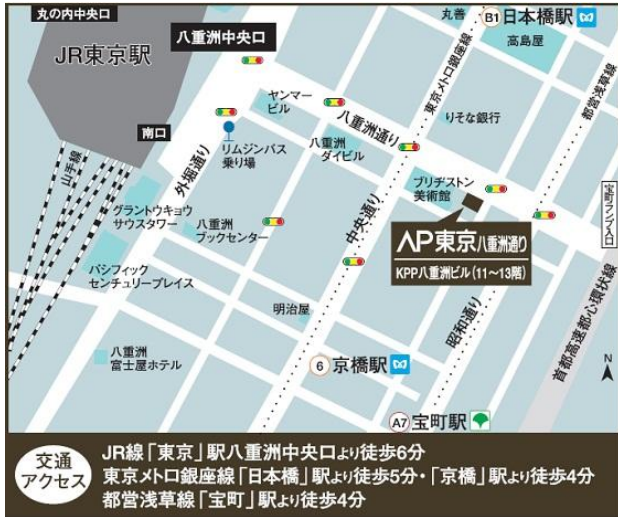 丸の内中央口
JR東京駅
八重洲中央口
丸善
B1 日本橋駅
高島屋
東京メトロ銀座線
都営浅草線
ヤンマー
ビル
八重洲通り
りそな銀行
南口
リムジンバス
乗り場
八重洲
ダイビル
山手線
外堀通り
ブリヂストン
美術館
宝町ランプ入口
グラントウキョウ
サウスタワー
八重洲
ブックセンター
中央通り
AP東京八重洲通り
KPP八重洲ビル(11〜13階)
パシフィック
センチュリープレイス
明治屋
昭和通り
首都高速都心環状線
八重洲
富士屋ホテル
6 京橋駅
N
A7 宝町駅
交通
アクセス
JR線「東京」駅八重洲中央口より徒歩6分
東京メトロ銀座線「日本橋」駅より徒歩5分・「京橋」駅より徒歩4分
都営浅草線「宝町」駅より徒歩4分